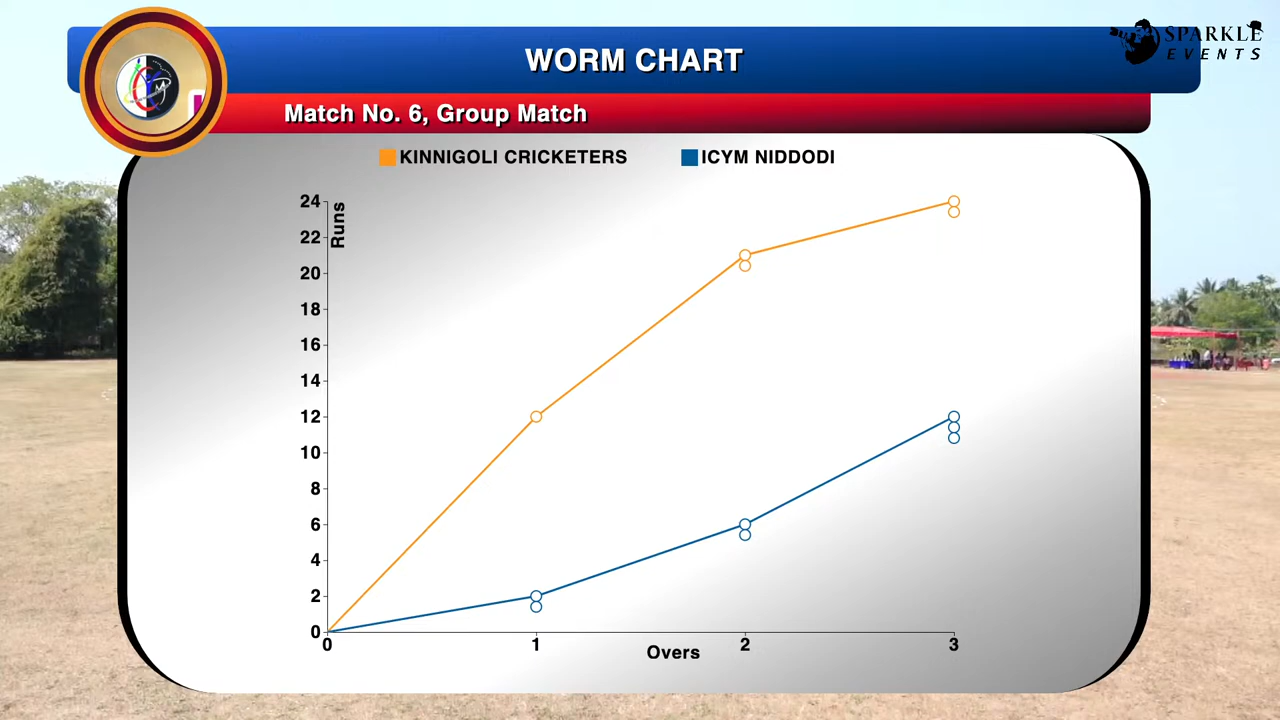 WORM CHART
SPARKLE
EVENTS
Match No. 6, Group Match
KINNIGOLI CRICKETERS
ICYM NIDDODI
Runs
24
22
20
18
16
14
12
10
8
6
4
2
0
0 1 2 3
Overs